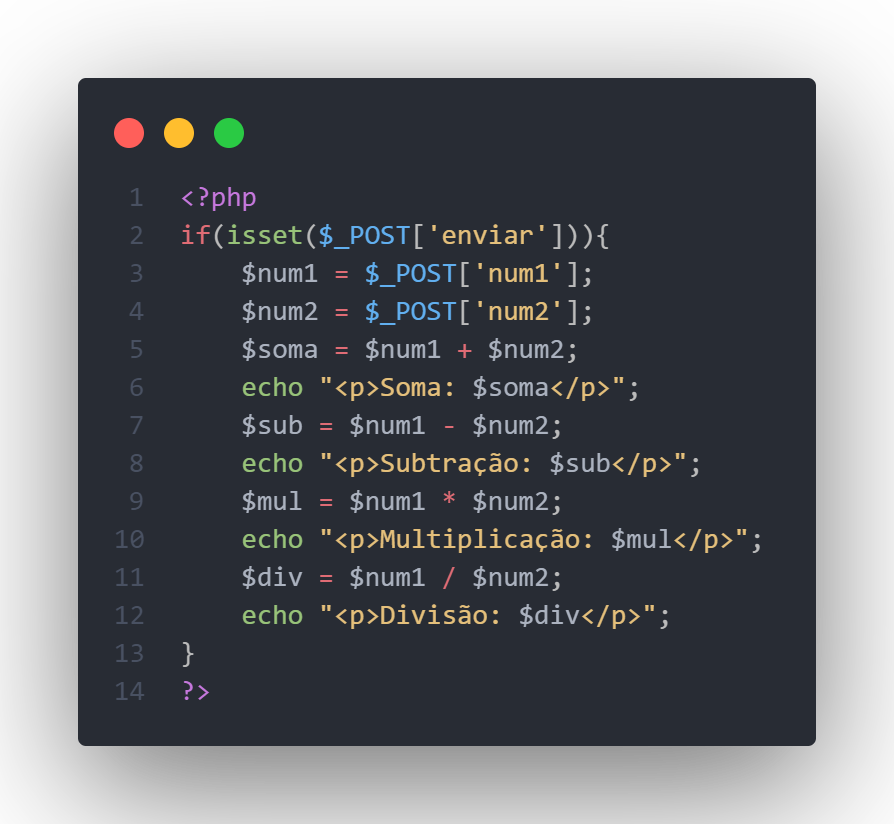 1 <?php
2 if(isset($_POST['enviar'])){
3     $num1 = $_POST['num1'];
4     $num2 = $_POST['num2'];
5     $soma = $num1 + $num2;
6     echo "<p>Soma: $soma</p>";
7     $sub = $num1 - $num2;
8     echo "<p>Subtração: $sub</p>";
9     $mul = $num1 * $num2;
10     echo "<p>Multiplicação: $mul</p>";
11     $div = $num1 / $num2;
12     echo "<p>Divisão: $div</p>";
13 }
14 ?>